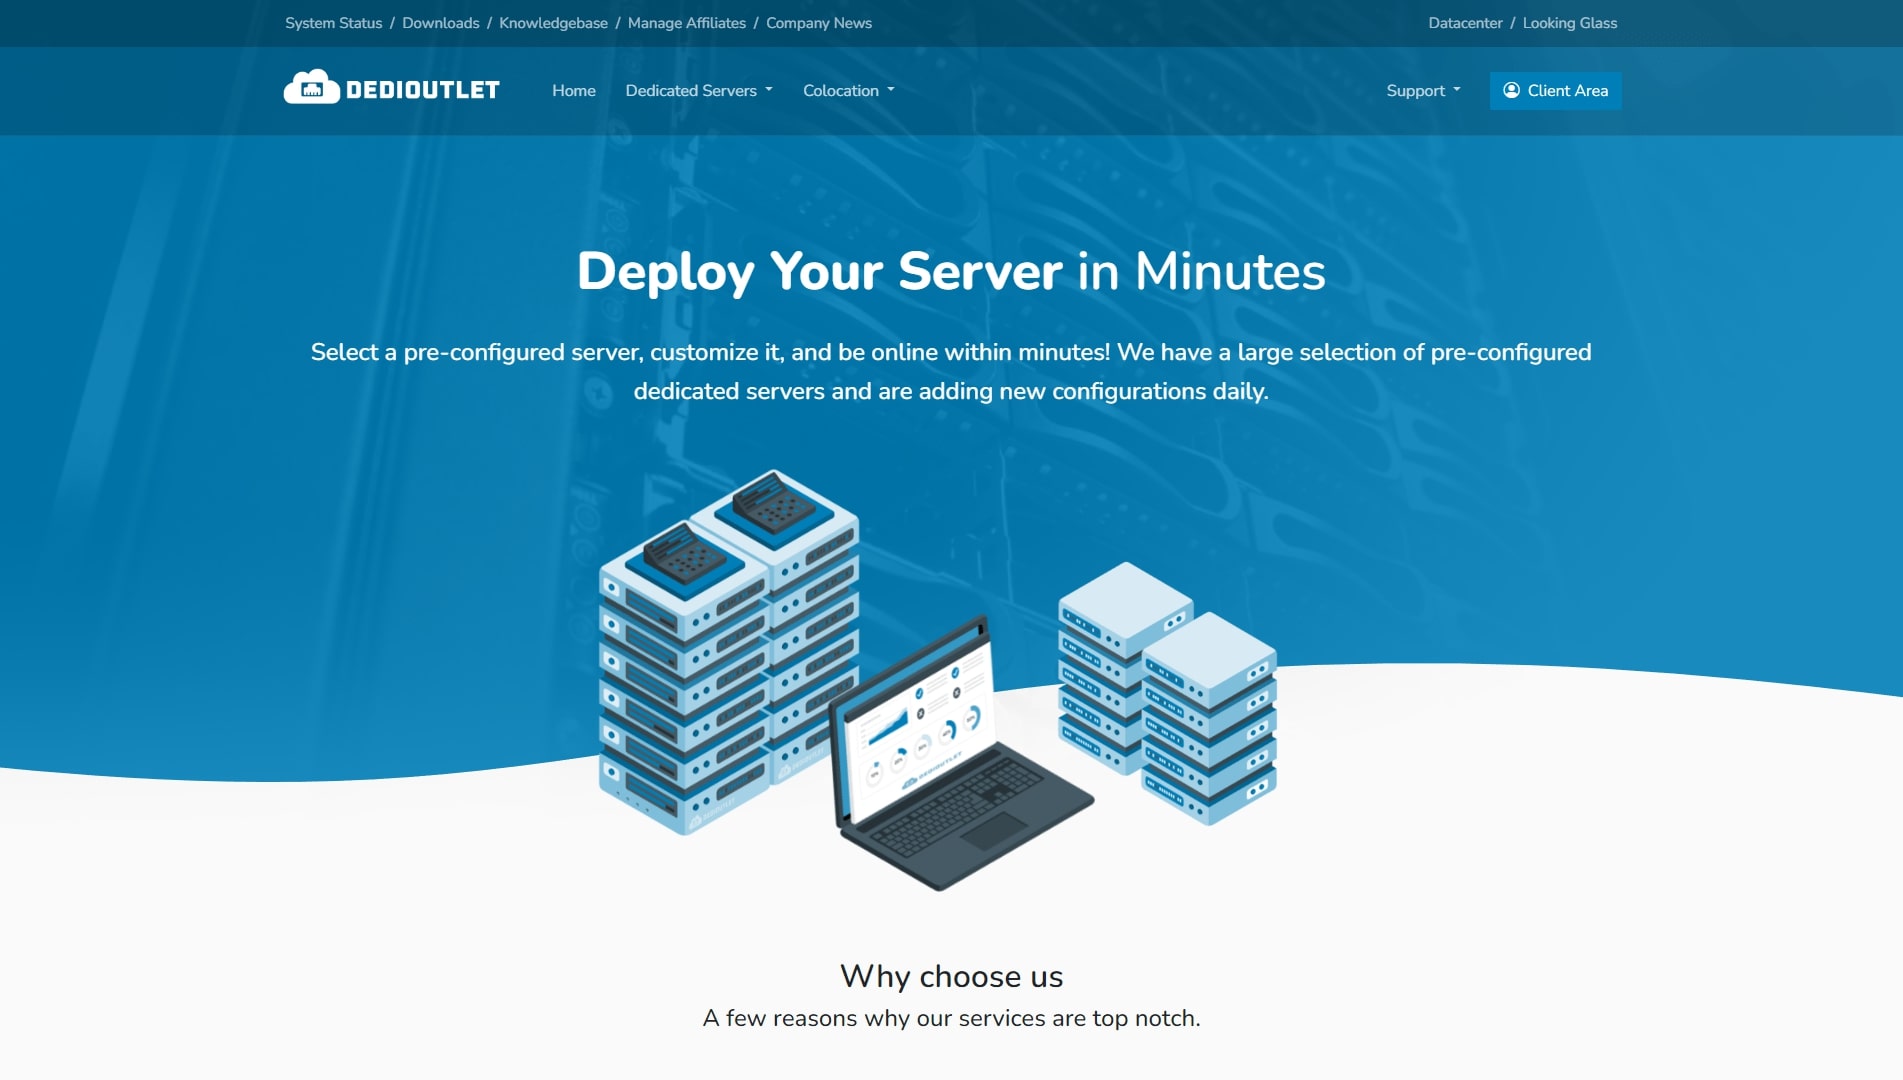 System Status / Downloads / Knowledgebase / Manage Affiliates / Company News
Datacenter / Looking Glass
DEDIOUTLET
Home
Dedicated Servers
Colocation
Support
Client Area
Deploy Your Server in Minutes
Select a pre-configured server, customize it, and be online within minutes! We have a large selection of pre-configured
dedicated servers and are adding new configurations daily.
DEDIOUTLET
Why choose us
A few reasons why our services are top notch.